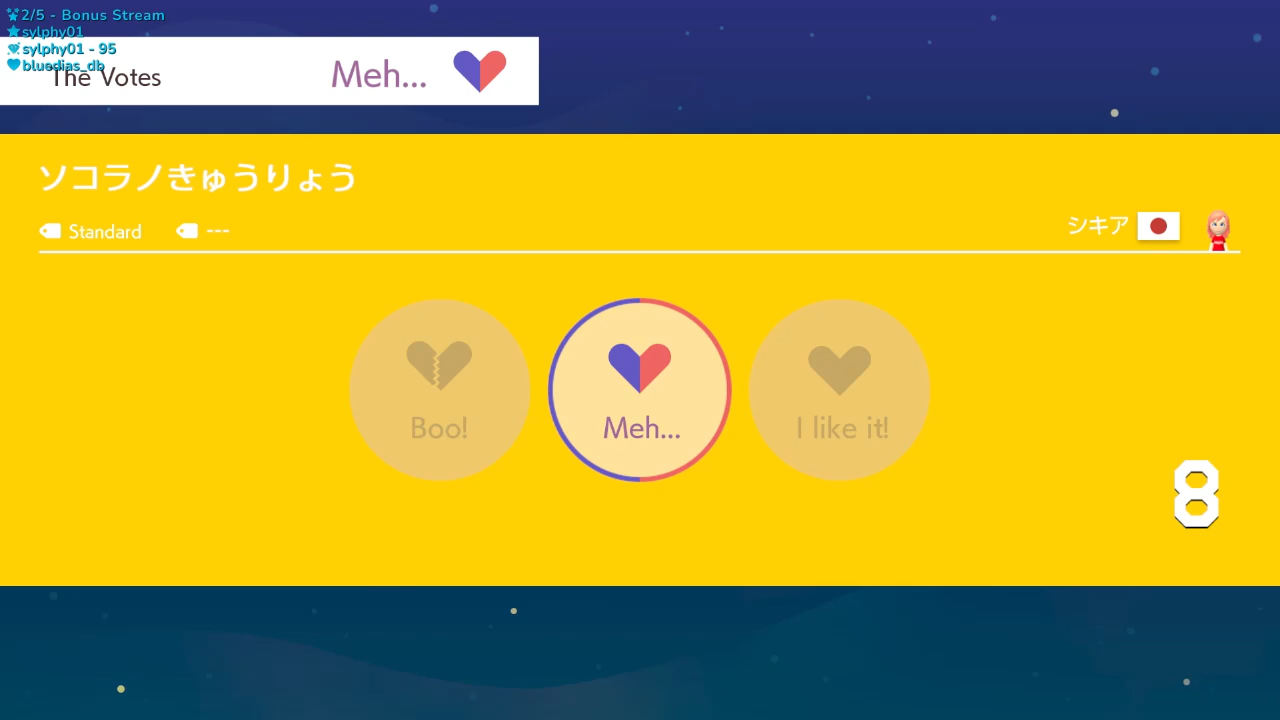 2/5 - Bonus Stream
sylphy01
sylphy01 - 95
bluedias_db
The Votes
Meh...
ソコラノきゅうりょう
Standard
---
シキア
Boo!
Meh...
I like it!
8